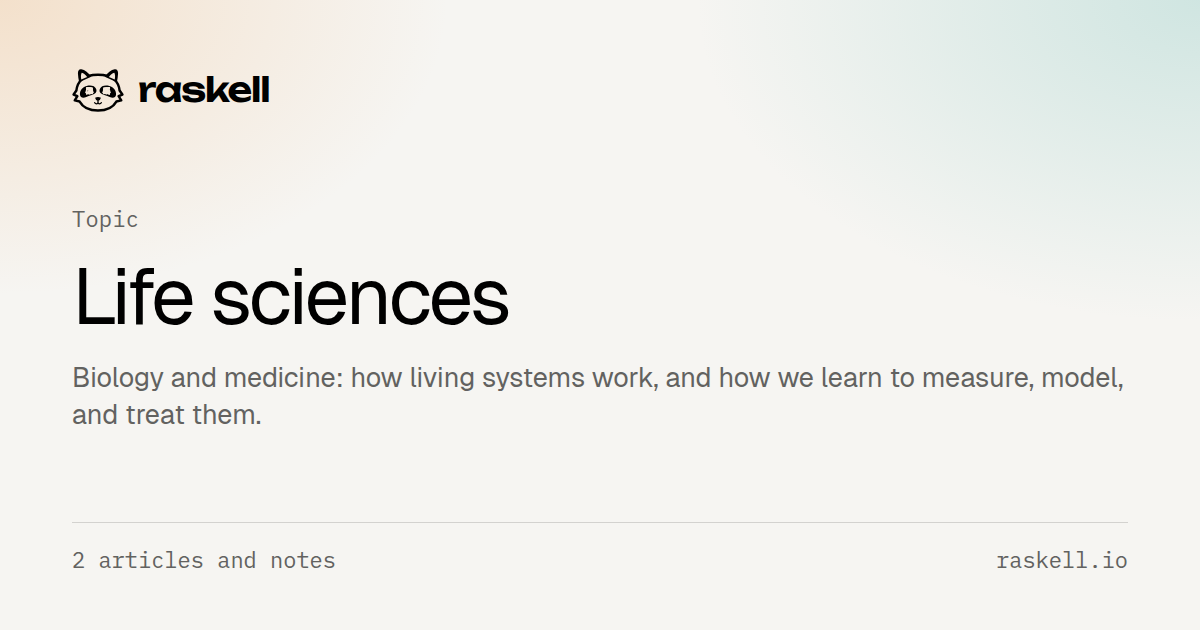 raskell
Topic
Life sciences
Biology and medicine: how living systems work, and how we learn to measure, model,
and treat them.
2 articles and notes
raskell.io